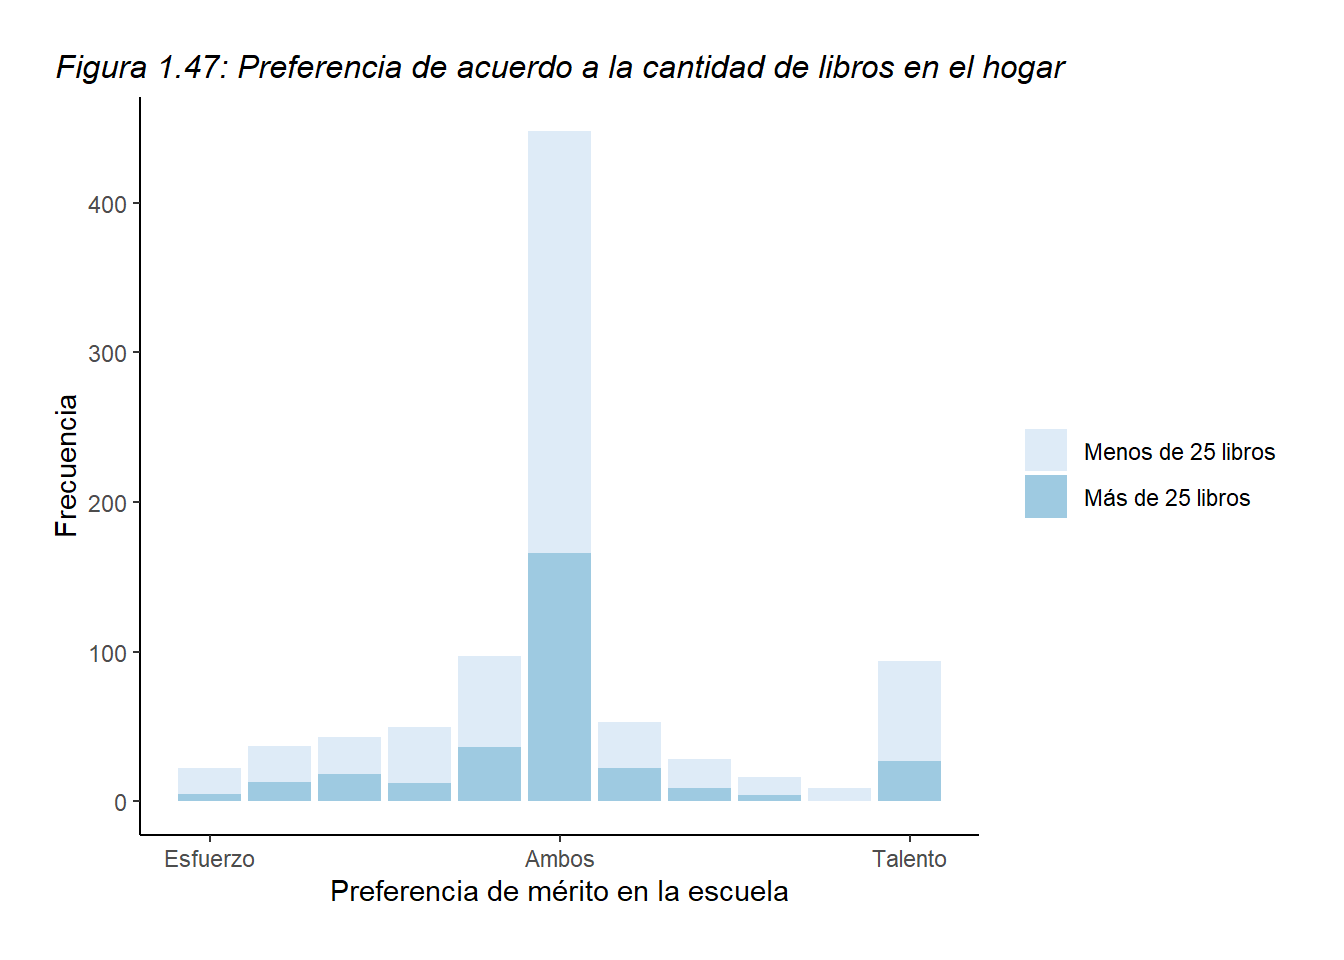 Figura 1.47: Preferencia de acuerdo a la cantidad de libros en el hogar
Frecuencia
400
300
200
100
0
Esfuerzo
Ambos
Talento
Preferencia de mérito en la escuela
Menos de 25 libros
Más de 25 libros